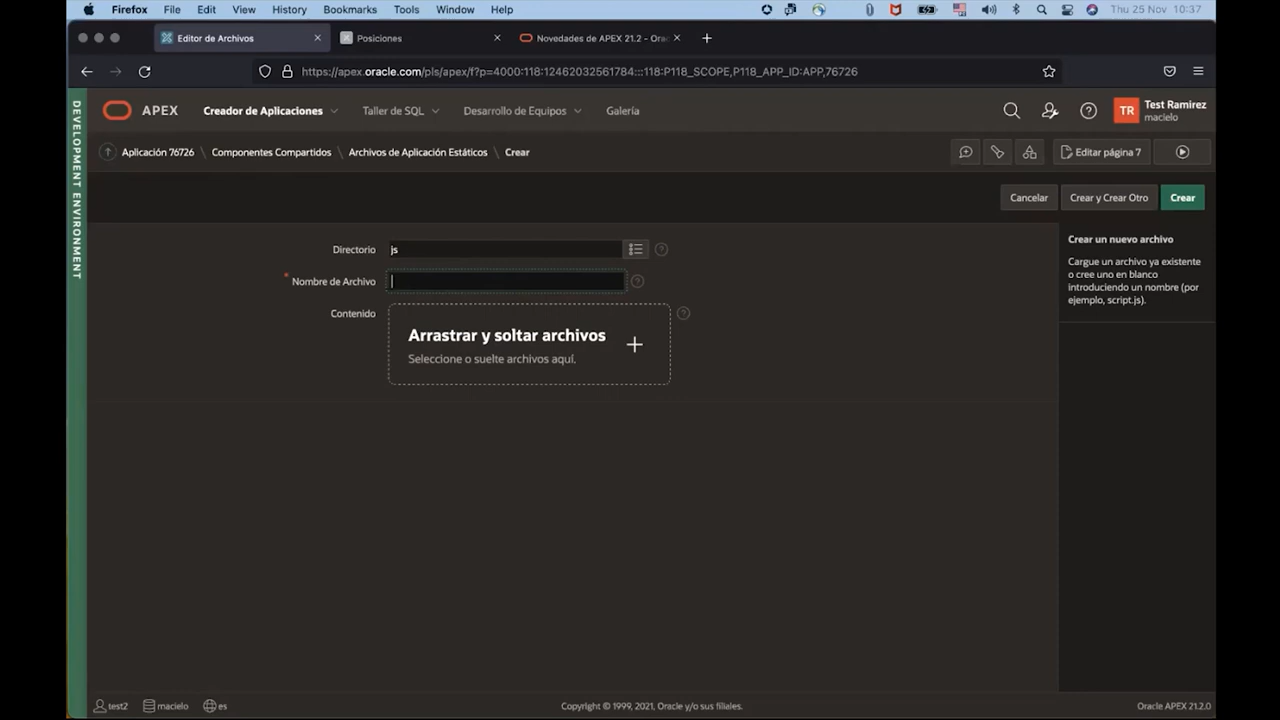 Firefox File Edit View History Bookmarks Tools Window Help Thu 25 Nov 10:37
Editor de Archivos Posiciones Novedades de APEX 21.2 - Ora
https://apex.oracle.com/pls/apex/f?p=4000:118:12462032561784:::118:P118_SCOPE,P118_APP_ID:APP,76726
DEVELOPMENT ENVIRONMENT
APEX Creador de Aplicaciones Taller de SQL Desarrollo de Equipos Galería TR Test Ramirez
macielo
Aplicación 76726 \ Componentes Compartidos \ Archivos de Aplicación Estáticos \ Crear Editar página 7
Cancelar Crear y Crear Otro Crear
Directorio js
* Nombre de Archivo
Contenido
Arrastrar y soltar archivos
Seleccione o suelte archivos aquí.
Crear un nuevo archivo
Cargue un archivo ya existente
o cree uno en blanco
introduciendo un nombre (por
ejemplo, script.js).
test2 macielo es Copyright © 1999, 2021, Oracle y/o sus filiales. Oracle APEX 21.2.0